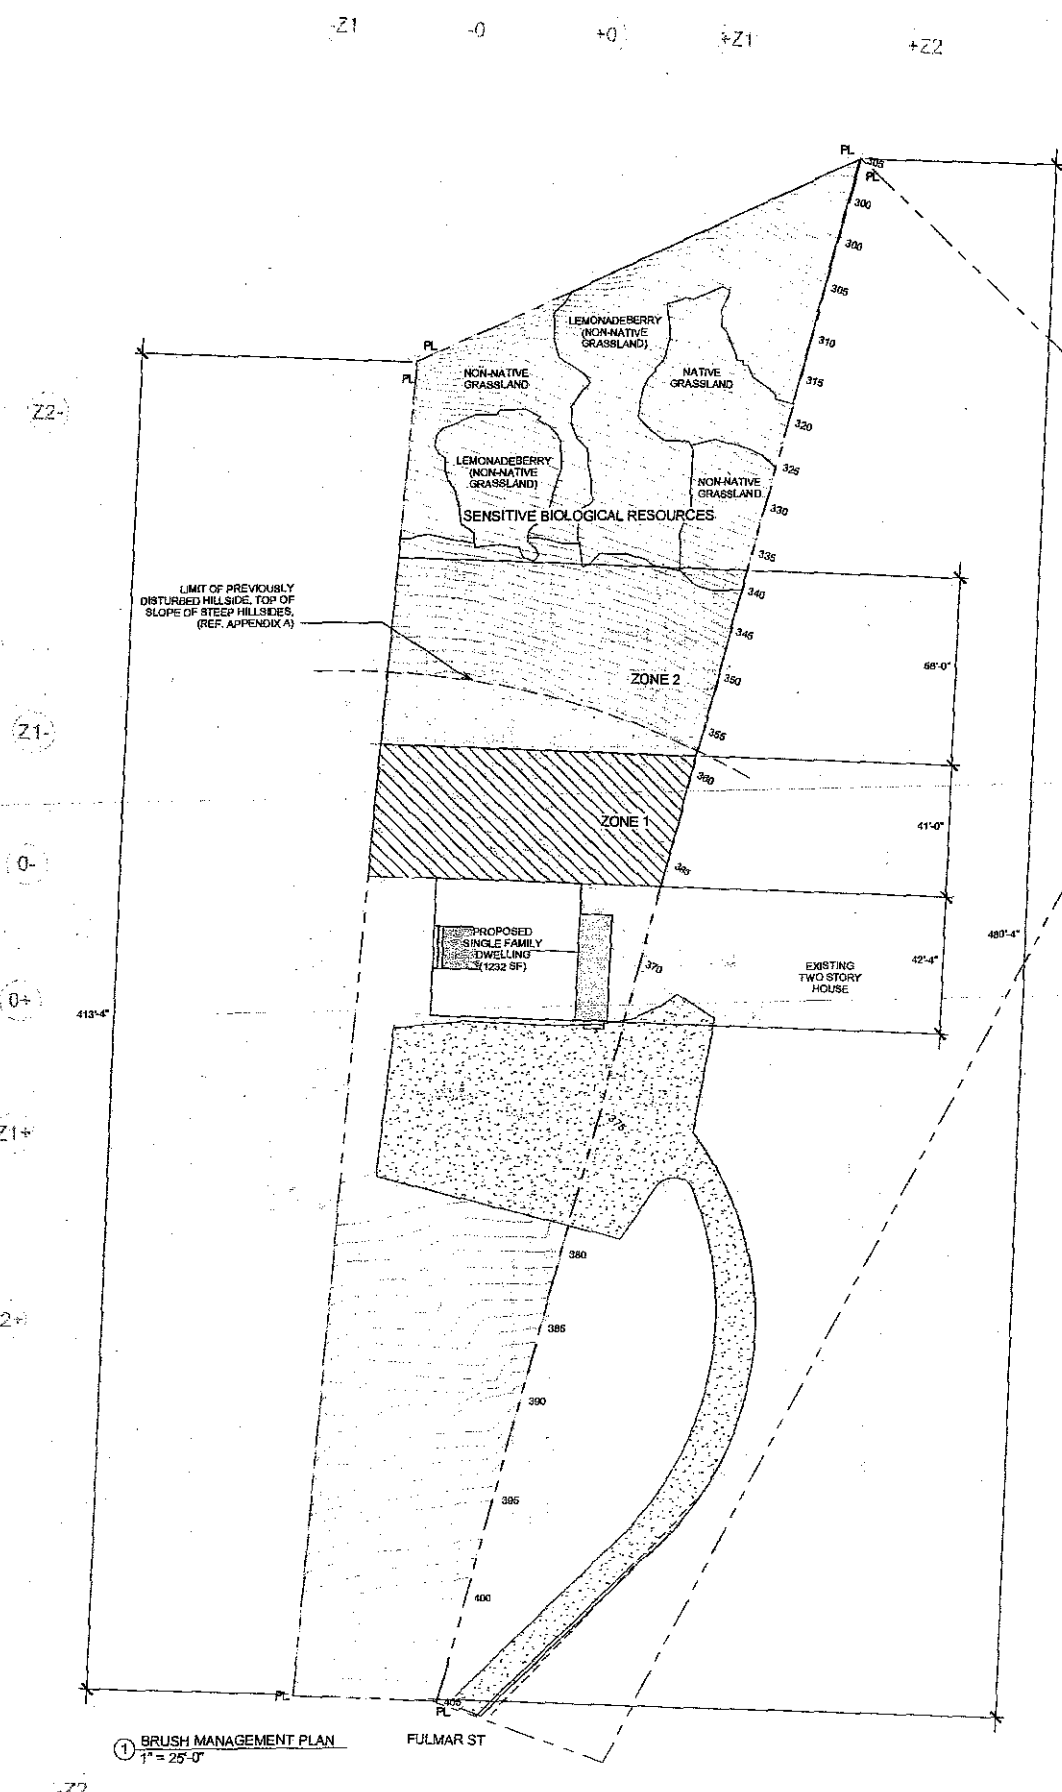 -Z1
-0
+0
+Z1
+Z2
PL
305
PL
300
300
305
310
315
320
325
330
335
340
345
350
355
360
365
370
375
380
385
390
395
400
405
PL
PL
Z2-
Z1-
0-
0+
Z1+
2+
LEMONADEBERRY
(NON-NATIVE
GRASSLAND)
NON-NATIVE
GRASSLAND
NATIVE
GRASSLAND
LEMONADEBERRY
(NON-NATIVE
GRASSLAND)
NON-NATIVE
GRASSLAND
SENSITIVE BIOLOGICAL RESOURCES
LIMIT OF PREVIOUSLY
DISTURBED HILLSIDE, TOP OF
SLOPE OF STEEP HILLSIDES,
(REF. APPENDIX A)
ZONE 2
ZONE 1
41'-0"
480'-4"
42'-4"
413'-4"
PROPOSED
SINGLE FAMILY
DWELLING
(1232 SF)
EXISTING
TWO STORY
HOUSE
PL
PL
1 BRUSH MANAGEMENT PLAN
1" = 25'-0"
FULMAR ST
-Z2